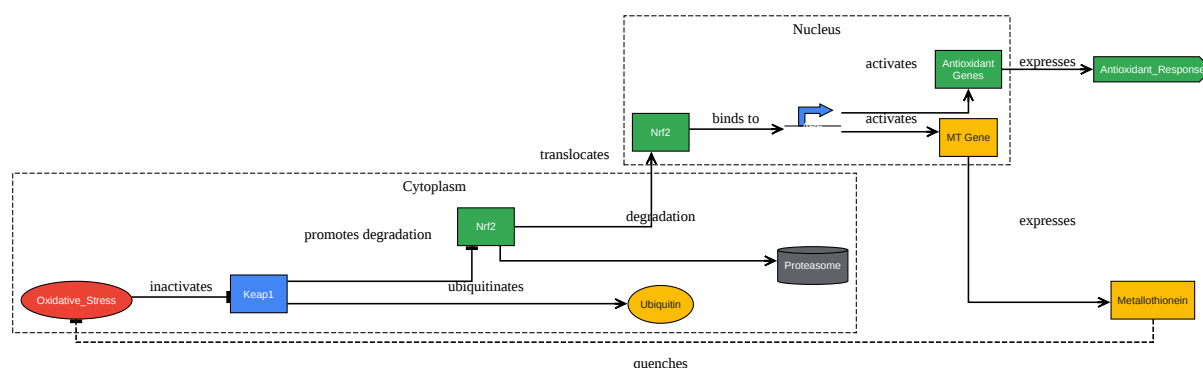 Nucleus
activates
Antioxidant
Genes
expresses
Antioxidant_Response
Nrf2
binds to
activates
MT Gene
translocates
Cytoplasm
promotes degradation
Nrf2
degradation
expresses
Proteasome
Oxidative_Stress
inactivates
Keap1
ubiquitinates
Ubiquitin
Metallothionein
quenches